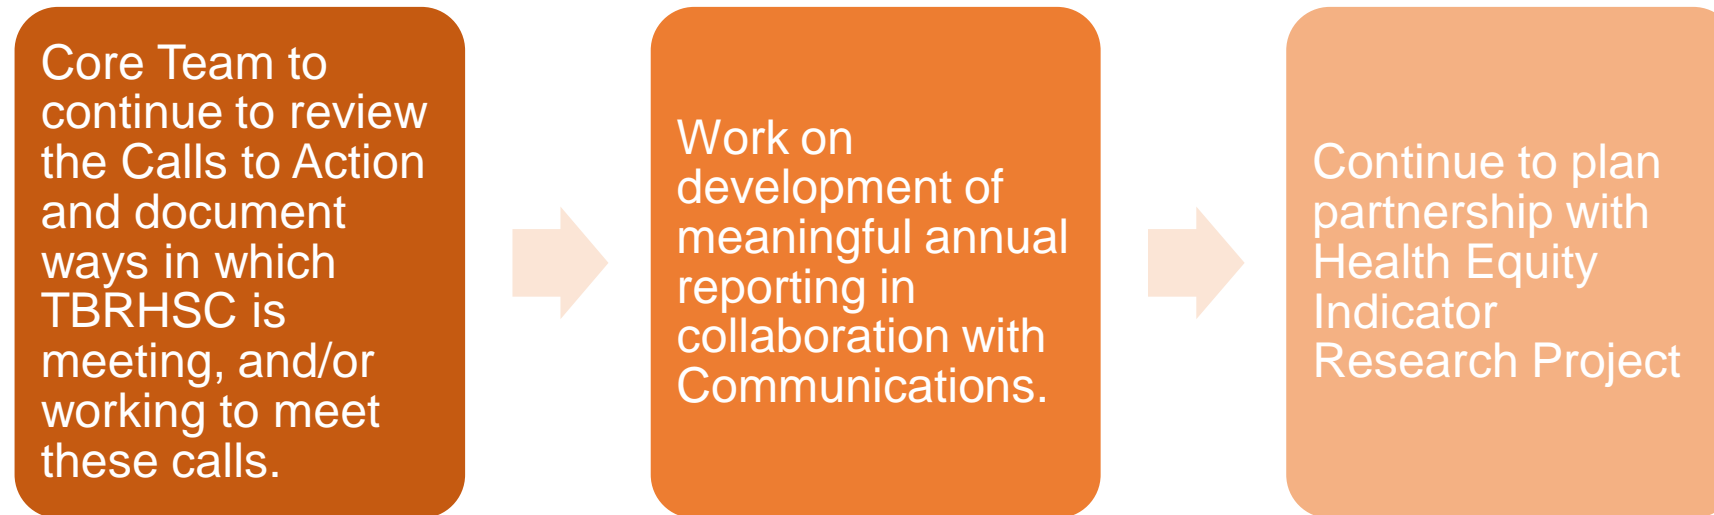 Core Team to
continue to review
the Calls to Action
and document
ways in which
TBRHSC is
meeting, and/or
working to meet
these calls.
Work on
development of
meaningful annual
reporting in
collaboration with
Communications.
Continue to plan
partnership with
Health Equity
Indicator
Research Project